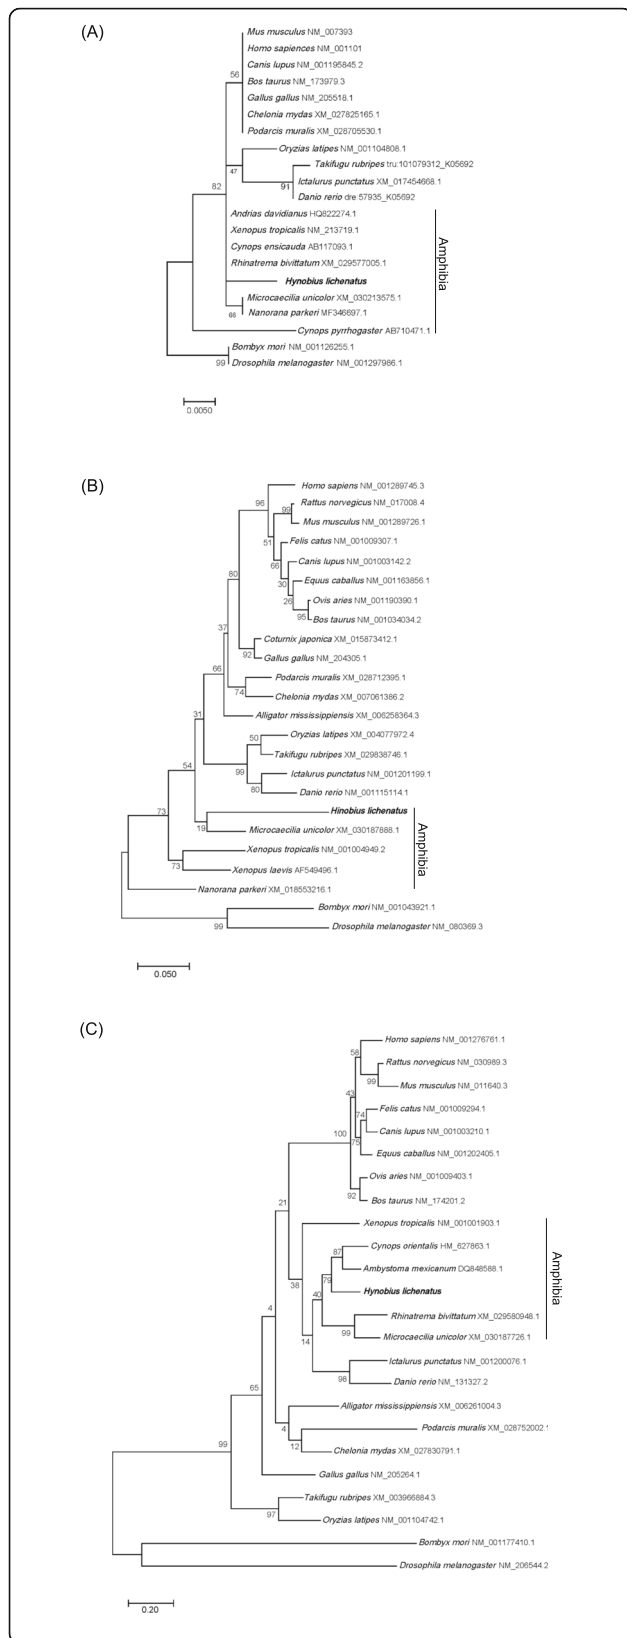 (A)
Mus musculus NM_007393
Homo sapiences NM_001101
Canis lupus NM_001195845.2
56
Bos taurus NM_173979.3
Gallus gallus NM_205518.1
Chelonia mydas XM_027825165.1
Podarcis muralis XM_028705530.1
Oryzias latipes NM_001104808.1
Takifugu rubripes tru:101079312_K05692
47
Ictalurus punctatus XM_017454668.1
91
82
Danio rerio dre:57935_K05692
Andrias davidianus HQ822274.1
Xenopus tropicalis NM_213719.1
Cynops ensicauda AB117093.1
Rhinatrema bivittatum XM_029577005.1
Hynobius lichenatus
Microcaecilia unicolor XM_030213575.1
66
Nanorana parkeri MF346697.1
Cynops pyrrhogaster AB710471.1
Amphibia
Bombyx mori NM_001126255.1
99
Drosophila melanogaster NM_001297986.1
0.0050
(B)
Homo sapiens NM_001289745.3
96
Rattus norvegicus NM_017008.4
99
Mus musculus NM_001289726.1
51
Felis catus NM_001009307.1
66
Canis lupus NM_001003142.2
80
30
Equus caballus NM_001163856.1
26
Ovis aries NM_001190390.1
95
Bos taurus NM_001034034.2
37
Coturnix japonica XM_015873412.1
92
Gallus gallus NM_204305.1
66
Podarcis muralis XM_028712395.1
74
Chelonia mydas XM_007061386.2
31
Alligator mississippiensis XM_006258364.3
Oryzias latipes XM_004077972.4
50
Takifugu rubripes XM_029838746.1
54
99
Ictalurus punctatus NM_001201199.1
80
Danio rerio NM_001115114.1
73
Hinobius lichenatus
19
Microcaecilia unicolor XM_030187888.1
Xenopus tropicalis NM_001004949.2
73
Xenopus laevis AF549496.1
Nanorana parkeri XM_018553216.1
Amphibia
Bombyx mori NM_001043921.1
99
Drosophila melanogaster NM_080369.3
0.050
(C)
Homo sapiens NM_001276761.1
58
Rattus norvegicus NM_030989.3
99
Mus musculus NM_011640.3
43
Felis catus NM_001009294.1
74
Canis lupus NM_001003210.1
100
75
Equus caballus NM_001202405.1
Ovis aries NM_001009403.1
92
Bos taurus NM_174201.2
21
Xenopus tropicalis NM_001001903.1
Cynops orientalis HM_627863.1
87
Ambystoma mexicanum DQ848588.1
79
38
40
Hynobius lichenatus
4
Rhinatrema bivittatum XM_029580948.1
99
Microcaecilia unicolor XM_030187726.1
Amphibia
14
Ictalurus punctatus NM_001200076.1
98
Danio rerio NM_131327.2
65
Alligator mississippiensis XM_006261004.3
4
Podarcis muralis XM_028752002.1
12
Chelonia mydas XM_027830791.1
99
Gallus gallus NM_205264.1
Takifugu rubripes XM_003966884.3
97
Oryzias latipes NM_001104742.1
Bombyx mori NM_001177410.1
Drosophila melanogaster NM_206544.2
0.20